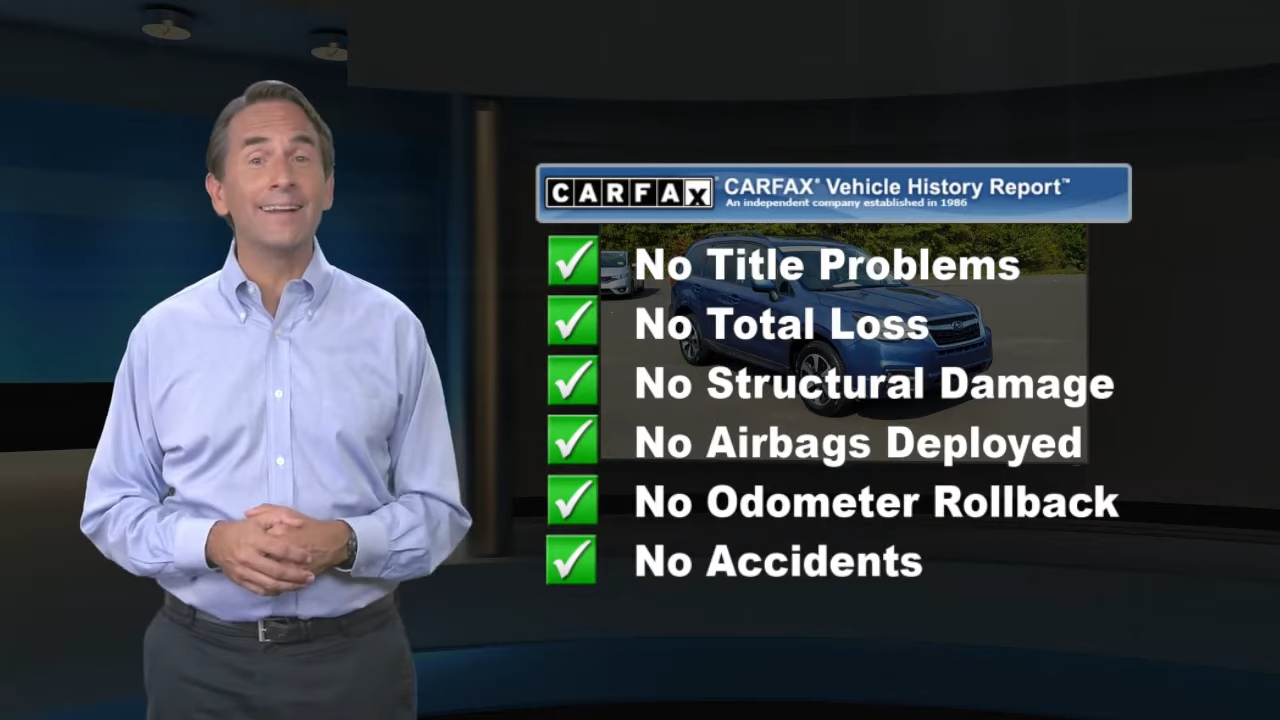 CARFAX
CARFAX® Vehicle History Report™
An independent company established in 1986
No Title Problems
No Total Loss
No Structural Damage
No Airbags Deployed
No Odometer Rollback
No Accidents